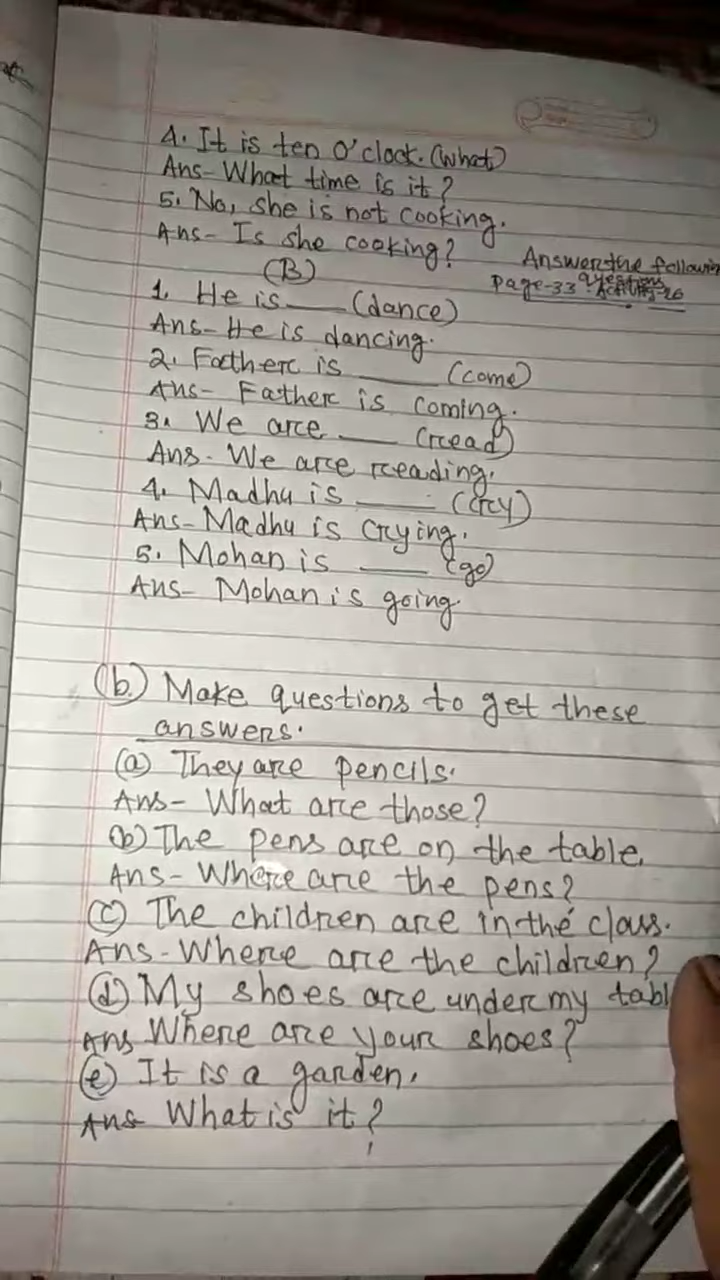 4. It is ten O'clock. (What)
Ans- What time is it?
5. No, she is not cooking.
Ans- Is she cooking?
Answer the following
questions
Page-33
(B)
1. He is ___ (dance)
Ans- He is dancing.
2. Father is ___ (come)
Ans- Father is coming.
3. We are ___ (read)
Ans- We are reading.
4. Madhu is ___ (cry)
Ans- Madhu is crying.
5. Mohan is ___ (go)
Ans- Mohan is going.
(b) Make questions to get these
answers.
(a) They are pencils.
Ans- What are those?
(b) The pens are on the table.
Ans- Where are the pens?
(c) The children are in the class.
Ans- Where are the children?
(d) My shoes are under my tabl
Ans Where are your shoes?
(e) It is a garden.
Ans What is it?